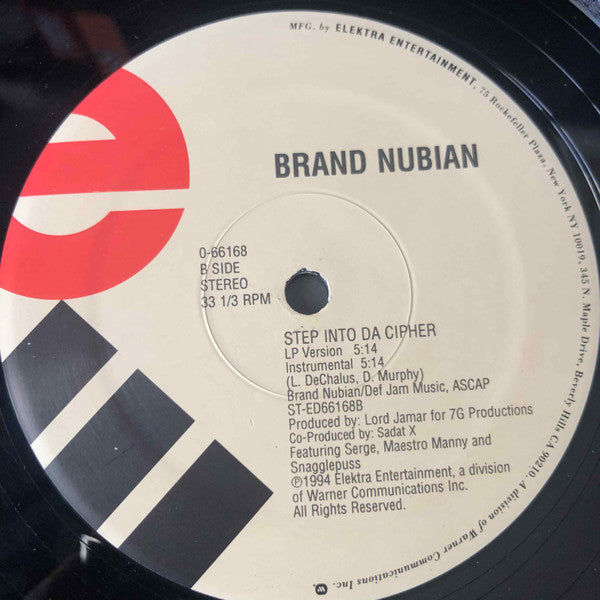 MFG. by ELEKTRA ENTERTAINMENT, 75 Rockefeller Plaza, New York NY 10019, 345 N. Maple Drive, Beverly Hills CA 90210. A division of Warner Communications Inc.
BRAND NUBIAN
0-66168
B SIDE
STEREO
33 1/3 RPM
STEP INTO DA CIPHER
LP Version 5:14
Instrumental 5:14
(L. DeChalus, D. Murphy)
Brand Nubian/Def Jam Music, ASCAP
ST-ED66168B
Produced by: Lord Jamar for 7G Productions
Co-Produced by: Sadat X
Featuring Serge, Maestro Manny and
Snagglepuss
℗1994 Elektra Entertainment, a division
of Warner Communications Inc.
All Rights Reserved.
e